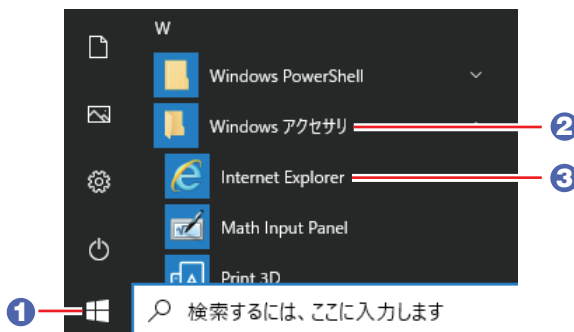 W
Windows PowerShell
Windows アクセサリ
2
Internet Explorer
3
Math Input Panel
Print 3D
1
検索するには、ここに入力します